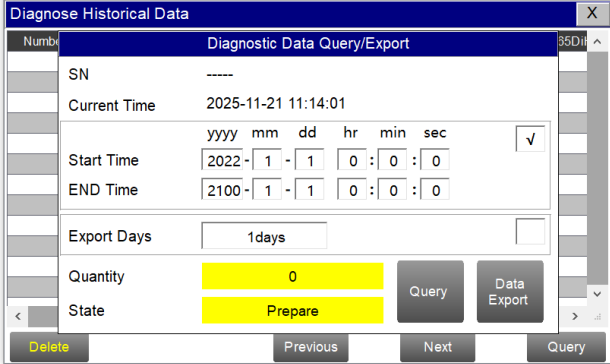 Diagnose Historical Data X
Diagnostic Data Query/Export
SN -----
Current Time 2025-11-21 11:14:01
yyyy mm dd hr min sec
√
Start Time 2022 - 1 - 1 0 : 0 : 0
END Time 2100 - 1 - 1 0 : 0 : 0
Export Days 1days
Quantity 0
State Prepare
Query
Data
Export
Delete Previous Next Query